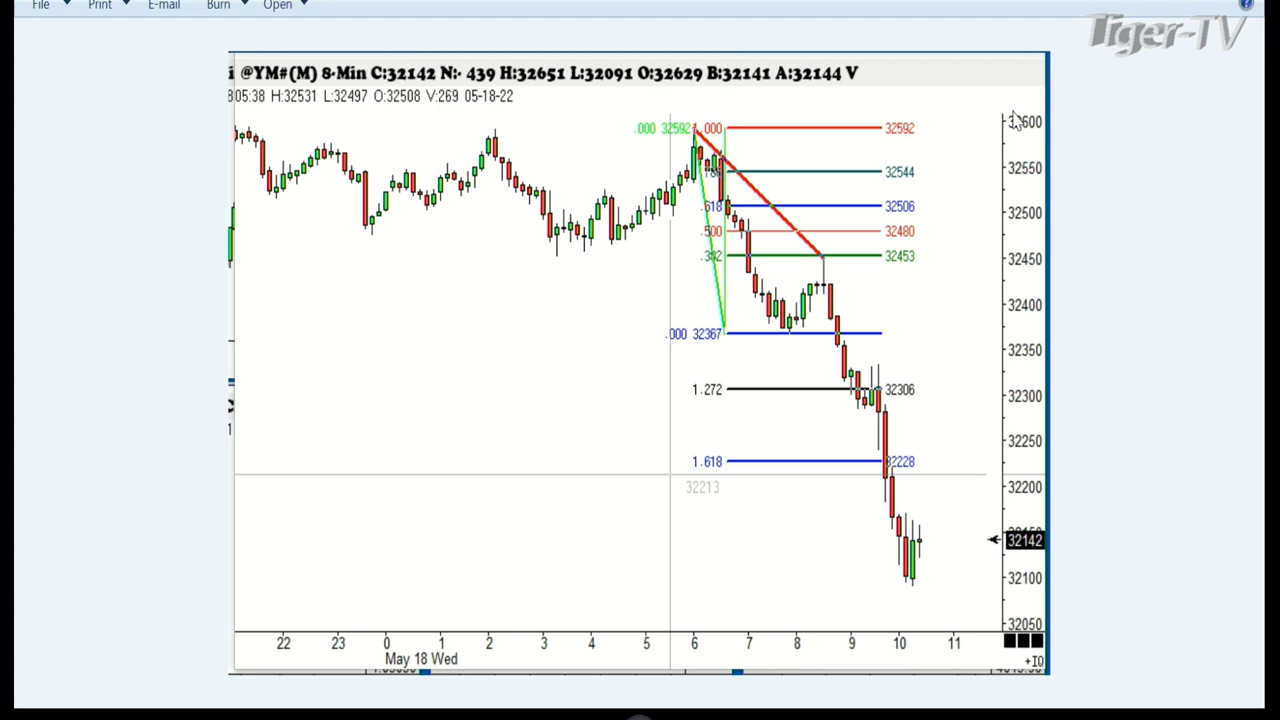 File Print E-mail Burn Open
Tiger-TV
@YM#(M) 8-Min C:32142 N:- 439 H:32651 L:32091 O:32629 B:32141 A:32144 V
05:38 H:32531 L:32497 O:32508 V:269 05-18-22
.000 32592 .000 32592
32600
32550
32544
.618 32506
32500
.500 32480
32453
32450
32400
.000 32367
32350
1.272 32306
32300
32250
1.618 32228
32213
32200
32142
32100
32050
22 23 0 1 2 3 4 5 6 7 8 9 10 11
May 18 Wed
+IQ